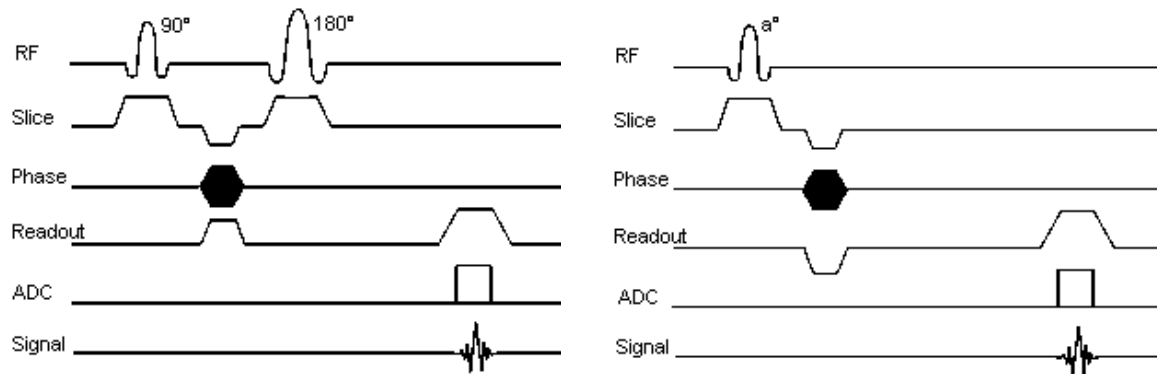 90° 180°
RF
Slice
Phase
Readout
ADC
Signal
a°
RF
Slice
Phase
Readout
ADC
Signal